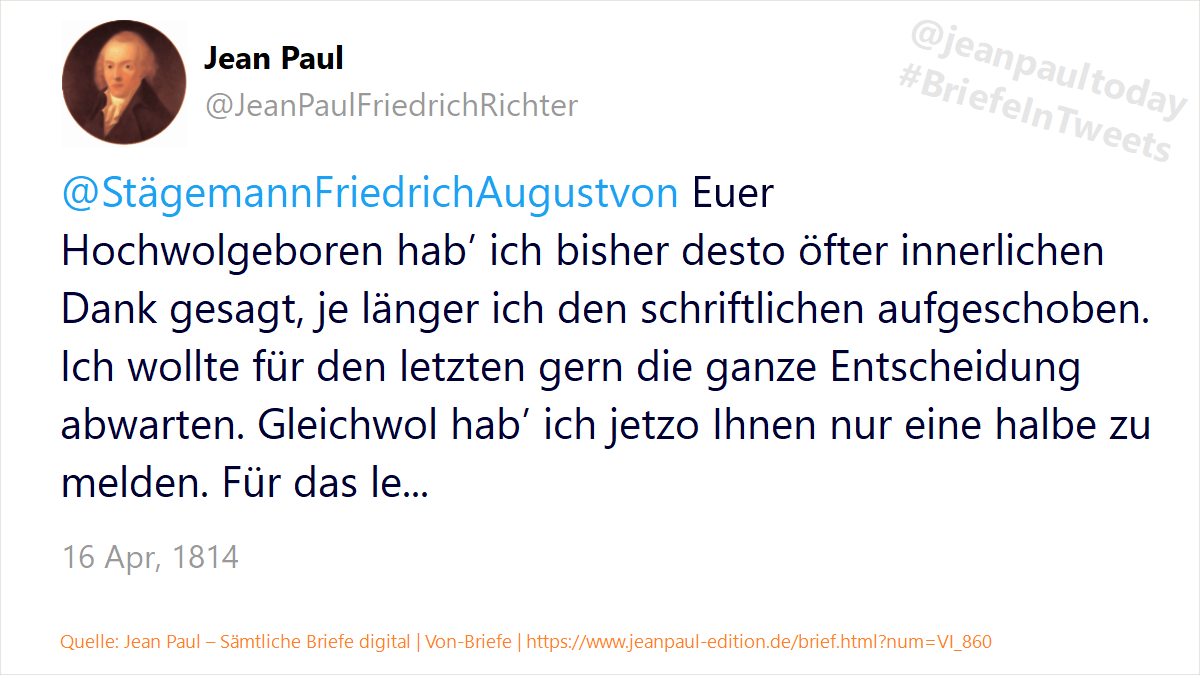 Jean Paul
@JeanPaulFriedrichRichter
@jeanpaultoday
#BriefeInTweets
@StägemannFriedrichAugustvon Euer
Hochwolgeboren hab’ ich bisher desto öfter innerlichen
Dank gesagt, je länger ich den schriftlichen aufgeschoben.
Ich wollte für den letzten gern die ganze Entscheidung
abwarten. Gleichwol hab’ ich jetzo Ihnen nur eine halbe zu
melden. Für das le...
16 Apr, 1814
Quelle: Jean Paul – Sämtliche Briefe digital | Von-Briefe | https://www.jeanpaul-edition.de/brief.html?num=VI_860